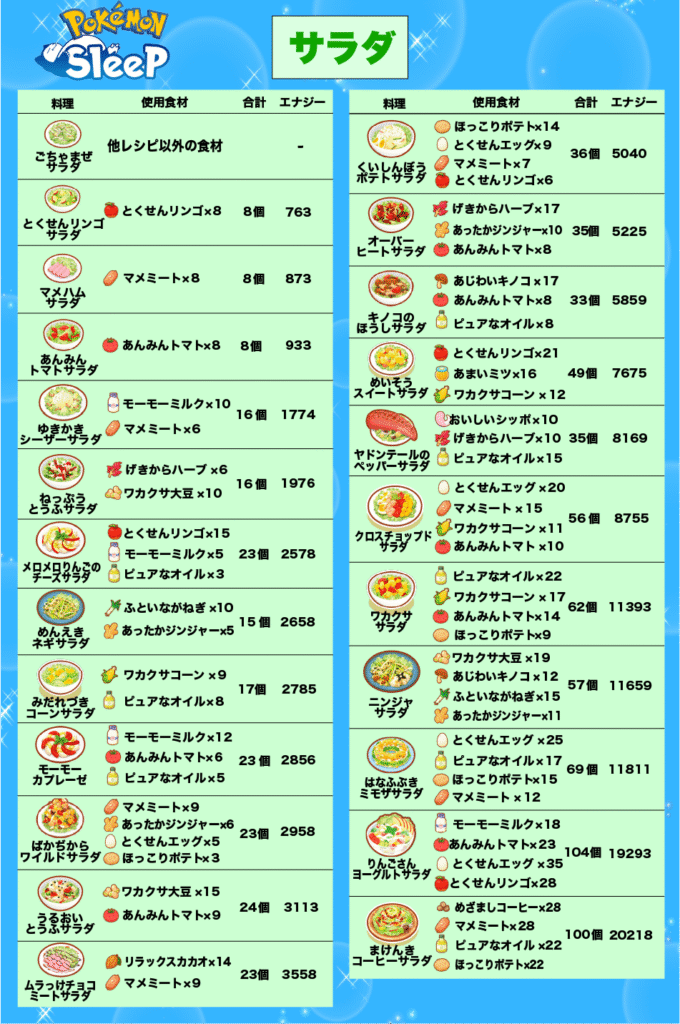 POKÉMON
Sleep
サラダ
料理 使用食材 合計 エナジー
ごちゃまぜ
サラダ
他レシピ以外の食材 -
とくせんリンゴ
サラダ
とくせんリンゴ×8 8個 763
マメハム
サラダ
マメミート×8 8個 873
あんみん
トマトサラダ
あんみんトマト×8 8個 933
ゆきかき
シーザーサラダ
モーモーミルク×10
マメミート×6
16個 1774
ねっぷう
とうふサラダ
げきからハーブ×6
ワカクサ大豆×10
16個 1976
メロメロりんごの
チーズサラダ
とくせんリンゴ×15
モーモーミルク×5
ピュアなオイル×3
23個 2578
めんえき
ネギサラダ
ふといながねぎ×10
あったかジンジャー×5
15個 2658
みだれづき
コーンサラダ
ワカクサコーン×9
ピュアなオイル×8
17個 2785
モーモー
カプレーゼ
モーモーミルク×12
あんみんトマト×6
ピュアなオイル×5
23個 2856
ばかぢから
ワイルドサラダ
マメミート×9
あったかジンジャー×6
とくせんエッグ×5
ほっこりポテト×3
23個 2958
うるおい
とうふサラダ
ワカクサ大豆×15
あんみんトマト×9
24個 3113
ムラっけチョコ
ミートサラダ
リラックスカカオ×14
マメミート×9
23個 3558
料理 使用食材 合計 エナジー
くいしんぼう
ポテトサラダ
ほっこりポテト×14
とくせんエッグ×9
マメミート×7
とくせんリンゴ×6
36個 5040
オーバー
ヒートサラダ
げきからハーブ×17
あったかジンジャー×10
あんみんトマト×8
35個 5225
キノコの
ほうしサラダ
あじわいキノコ×17
あんみんトマト×8
ピュアなオイル×8
33個 5859
めいそう
スイートサラダ
とくせんリンゴ×21
あまいミツ×16
ワカクサコーン×12
49個 7675
ヤドンテールの
ペッパーサラダ
おいしいシッポ×10
げきからハーブ×10
ピュアなオイル×15
35個 8169
クロスチョップド
サラダ
とくせんエッグ×20
マメミート×15
ワカクサコーン×11
あんみんトマト×10
56個 8755
ワカクサ
サラダ
ピュアなオイル×22
ワカクサコーン×17
あんみんトマト×14
ほっこりポテト×9
62個 11393
ニンジャ
サラダ
ワカクサ大豆×19
あじわいキノコ×12
ふといながねぎ×15
あったかジンジャー×11
57個 11659
はなふぶき
ミモザサラダ
とくせんエッグ×25
ピュアなオイル×17
ほっこりポテト×15
マメミート×12
69個 11811
りんごさん
ヨーグルトサラダ
モーモーミルク×18
あんみんトマト×23
とくせんエッグ×35
とくせんリンゴ×28
104個 19293
まけんき
コーヒーサラダ
めざましコーヒー×28
マメミート×28
ピュアなオイル×22
ほっこりポテト×22
100個 20218